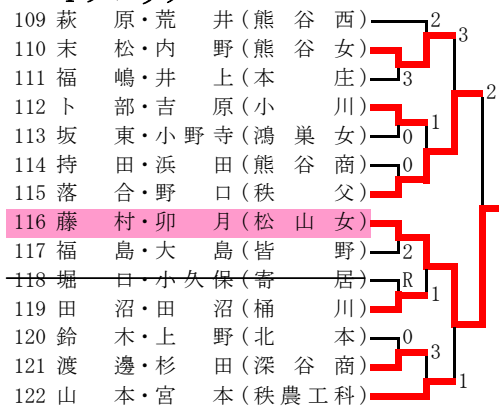 109 萩 原・荒 井(熊 谷 西) 2
110 末 松・内 野(熊 谷 女) 3
111 福 嶋・井 上(本 庄) 3
112 ト 部・吉 原(小 川) 2
113 坂 東・小 野 寺(鴻 巣 女) 0 1
114 持 田・浜 田(熊 谷 商) 0
115 落 合・野 口(秩 父)
116 藤 村・卯 月(松 山 女)
117 福 島・大 島(皆 野) 2
118 堀 口・小 久 保(寄 居) R 1
119 田 沼・田 沼(桶 川)
120 鈴 木・上 野(北 本) 0
121 渡 邊・杉 田(深 谷 商) 3
122 山 本・宮 本(秩 農 工 科) 1